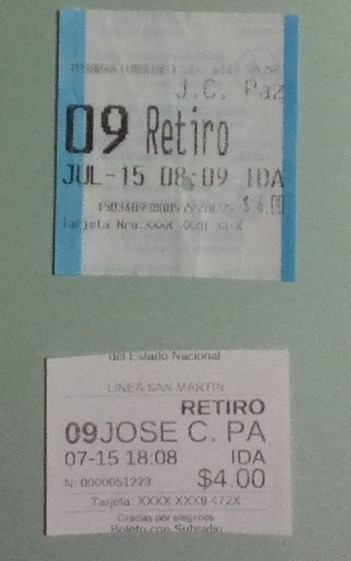 J.C. Paz
09 Retiro
JUL-15 08:09 IDA
$ 4.00
Tarjeta Nro. XXXX
del Estado Nacional
LINEA SAN MARTIN
RETIRO
09JOSE C. PA
07-15 18:08 IDA
N: 0000051223 $4.00
Tarjeta: XXXX XXX9 472X
Gracias por elegirnos
Boleto con Subsidio